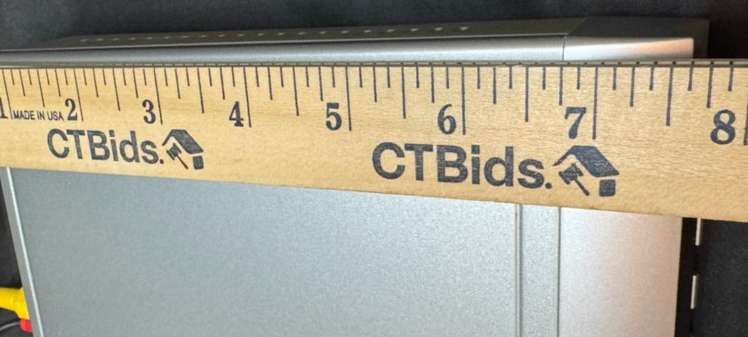 1 MADE IN USA 2 3 4 5 6 7 8
CTBids. CTBids.